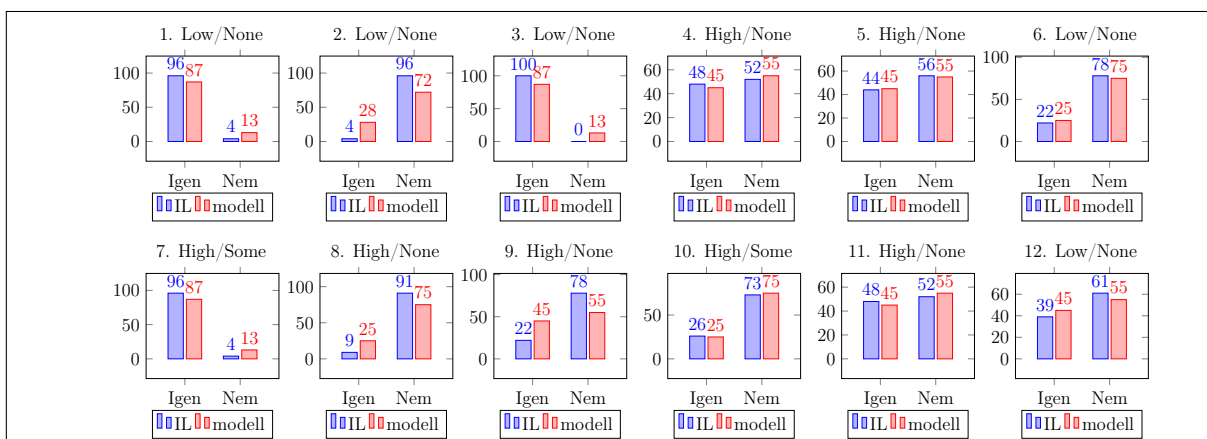 1. Low/None 2. Low/None 3. Low/None 4. High/None 5. High/None 6. Low/None
100 50 0 96 4 87 13 100 50 0 4 96 28 72 100 50 0 100 0 87 13 60 40 20 0 48 52 45 55 60 40 20 0 44 56 45 55 100 50 0 22 78 25 75
Igen Nem Igen Nem Igen Nem Igen Nem Igen Nem Igen Nem
IL modell IL modell IL modell IL modell IL modell IL modell
7. High/Some 8. High/None 9. High/None 10. High/Some 11. High/None 12. Low/None
100 50 0 96 4 87 13 100 50 0 9 91 25 75 100 50 0 22 78 45 55 50 0 26 73 25 75 60 40 20 0 48 52 45 55 60 40 20 0 39 61 45 55
Igen Nem Igen Nem Igen Nem Igen Nem Igen Nem Igen Nem
IL modell IL modell IL modell IL modell IL modell IL modell